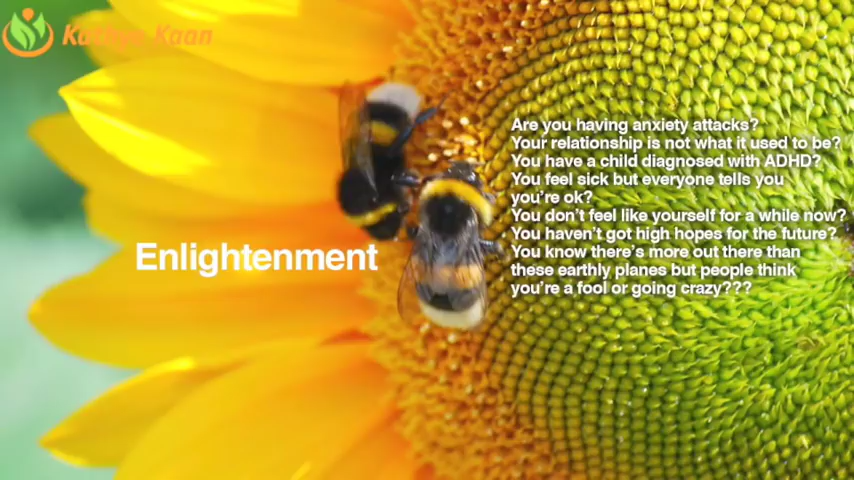 Kathye Kaan
Enlightenment
Are you having anxiety attacks?
Your relationship is not what it used to be?
You have a child diagnosed with ADHD?
You feel sick but everyone tells you
you're ok?
You don't feel like yourself for a while now?
You haven't got high hopes for the future?
You know there's more out there than
these earthly planes but people think
you're a fool or going crazy???